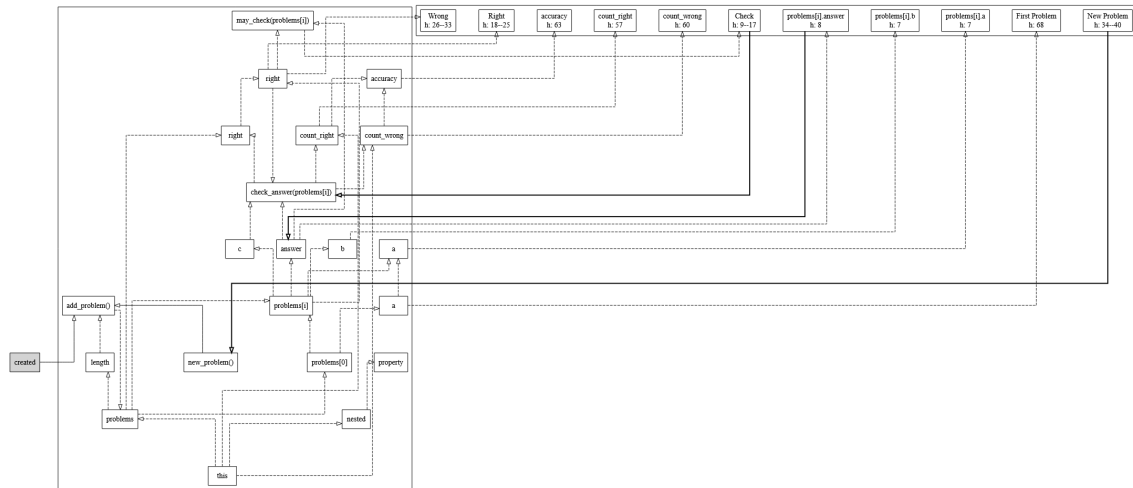 may_check(problems[i])
Wrong
h: 26--33
Right
h: 18--25
accuracy
h: 63
count_right
h: 57
count_wrong
h: 60
Check
h: 9--17
problems[i].answer
h: 8
problems[i].b
h: 7
problems[i].a
h: 7
First Problem
h: 68
New Problem
h: 34--40
right
accuracy
right
count_right
count_wrong
check_answer(problems[i])
c
answer
b
a
add_problem()
problems[i]
a
created
length
new_problem()
problems[0]
property
problems
nested
this